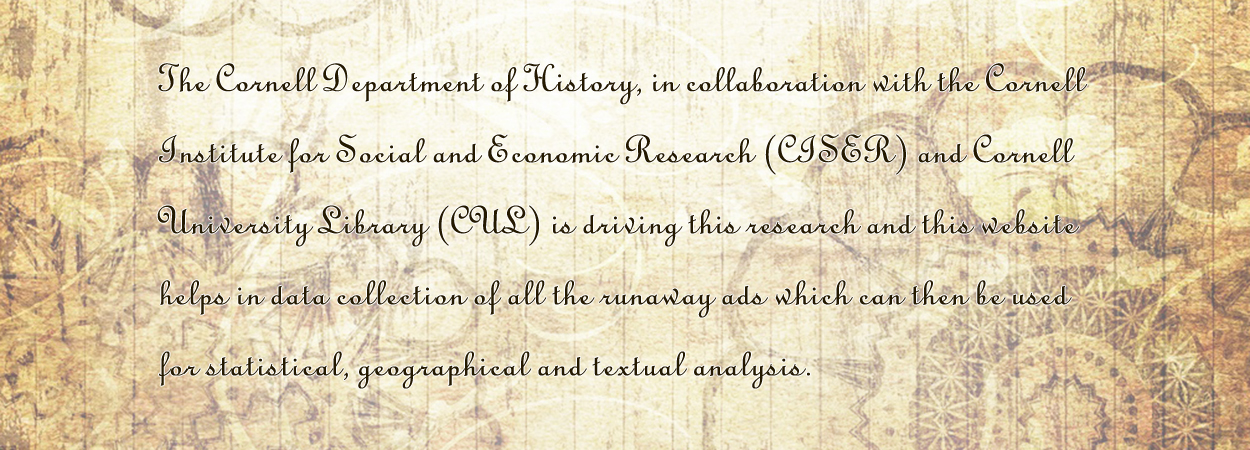 The Cornell Department of History, in collaboration with the Cornell
Institute for Social and Economic Research (CISER) and Cornell
University Library (CUL) is driving this research and this website
helps in data collection of all the runaway ads which can then be used
for statistical, geographical and textual analysis.